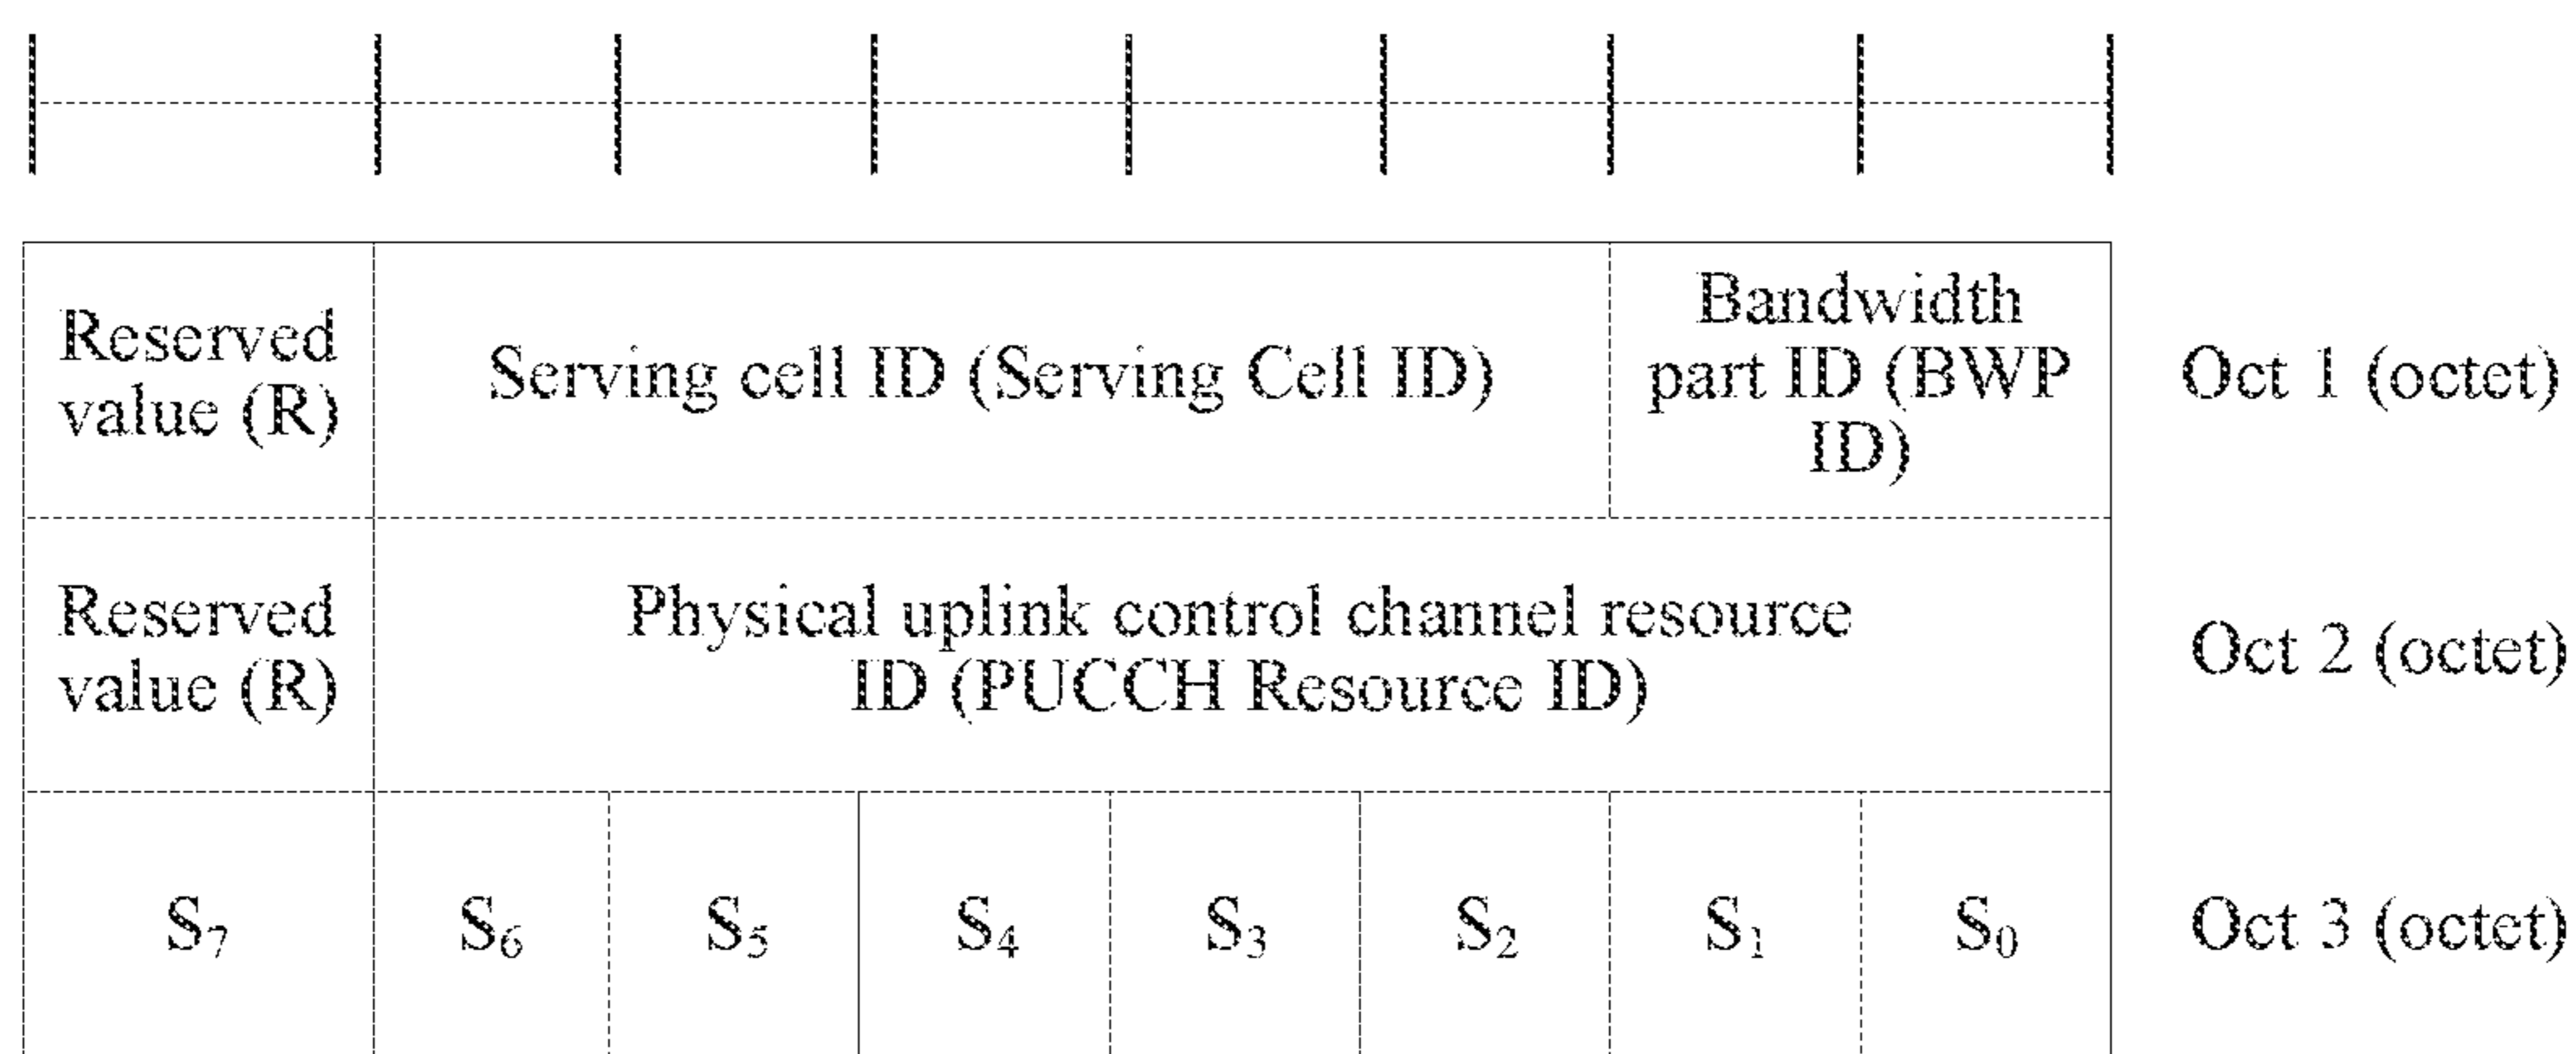 Reserved
value (R)
Serving cell ID (Serving Cell ID)
Bandwidth
part ID (BWP
ID)
Oct 1 (octet)
Reserved
value (R)
Physical uplink control channel resource
ID (PUCCH Resource ID)
Oct 2 (octet)
S₇ S₆ S₅ S₄ S₃ S₂ S₁ S₀ Oct 3 (octet)